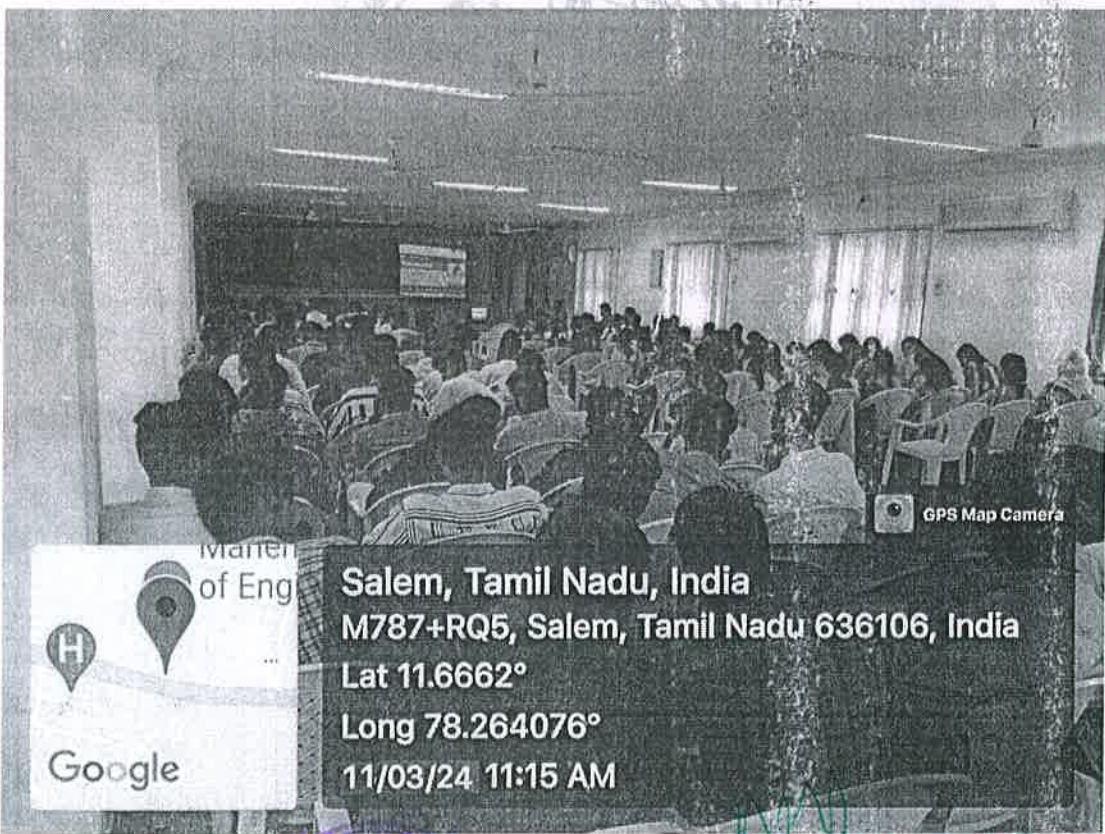 GPS Map Camera
of Eng
H
Google
Salem, Tamil Nadu, India
M787+RQ5, Salem, Tamil Nadu 636106, India
Lat 11.6662°
Long 78.264076°
11/03/24 11:15 AM